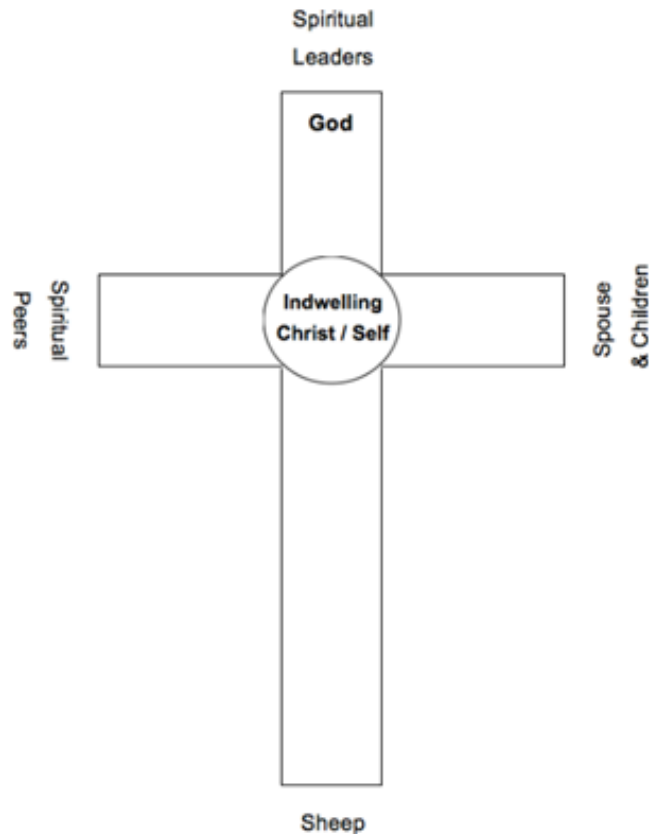 Spiritual
Leaders
God
Spiritual
Peers
Indwelling
Christ / Self
Spouse
& Children
Sheep